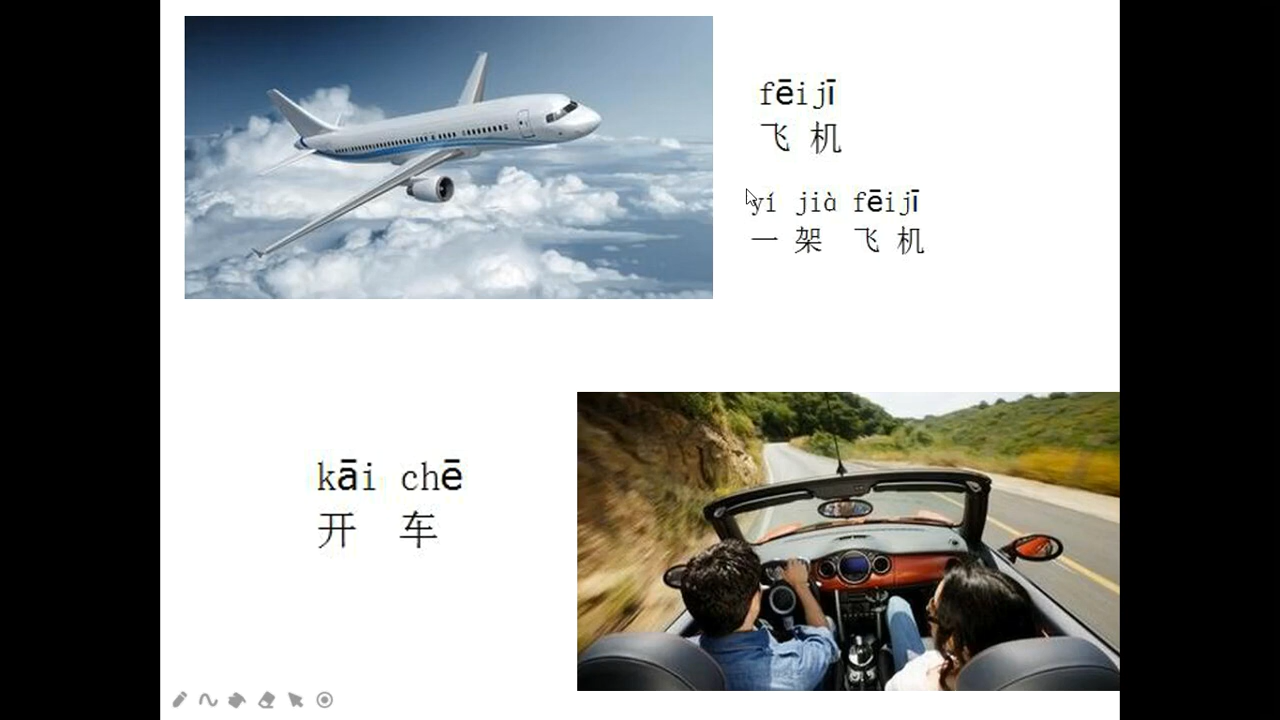 fēijī
飞 机
yí jià fēijī
一 架 飞 机
kāi chē
开 车